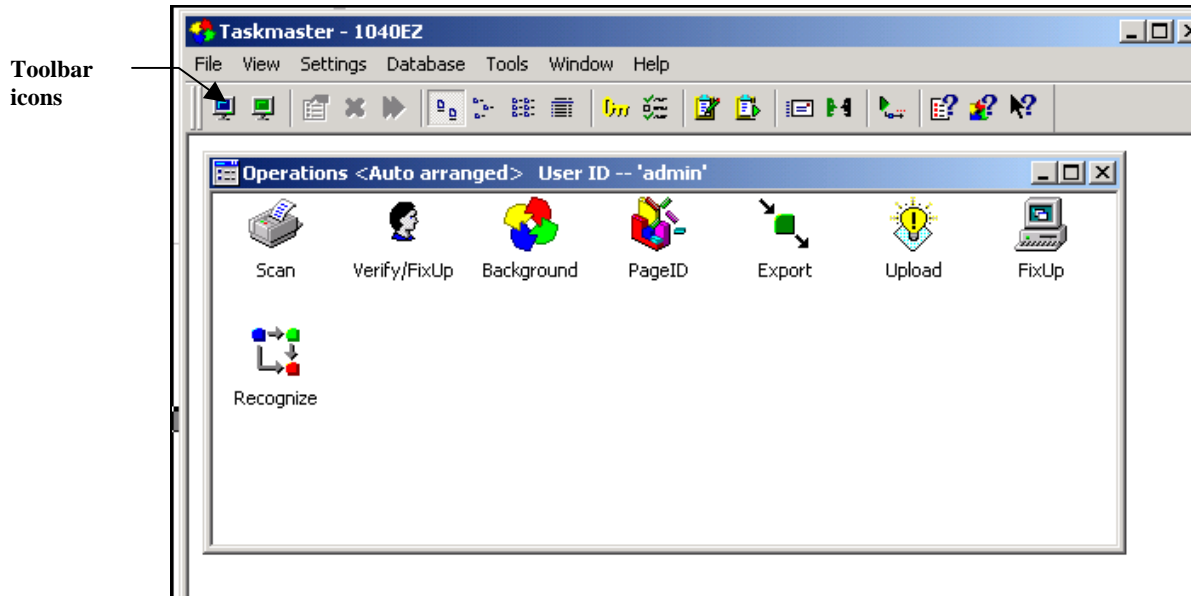 Taskmaster - 1040EZ
File View Settings Database Tools Window Help
Toolbar
icons
Operations <Auto arranged> User ID -- 'admin'
Scan Verify/FixUp Background PageID Export Upload FixUp
Recognize